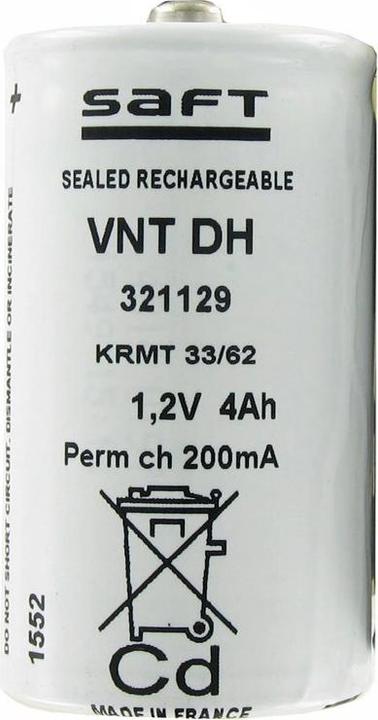 +
SAFT
SEALED RECHARGEABLE
VNT DH
321129
KRMT 33/62
1,2V 4Ah
Perm ch 200mA
Cd
MADE IN FRANCE
DO NOT SHORT CIRCUIT. DISMANTLE OR INCINERATE
1552